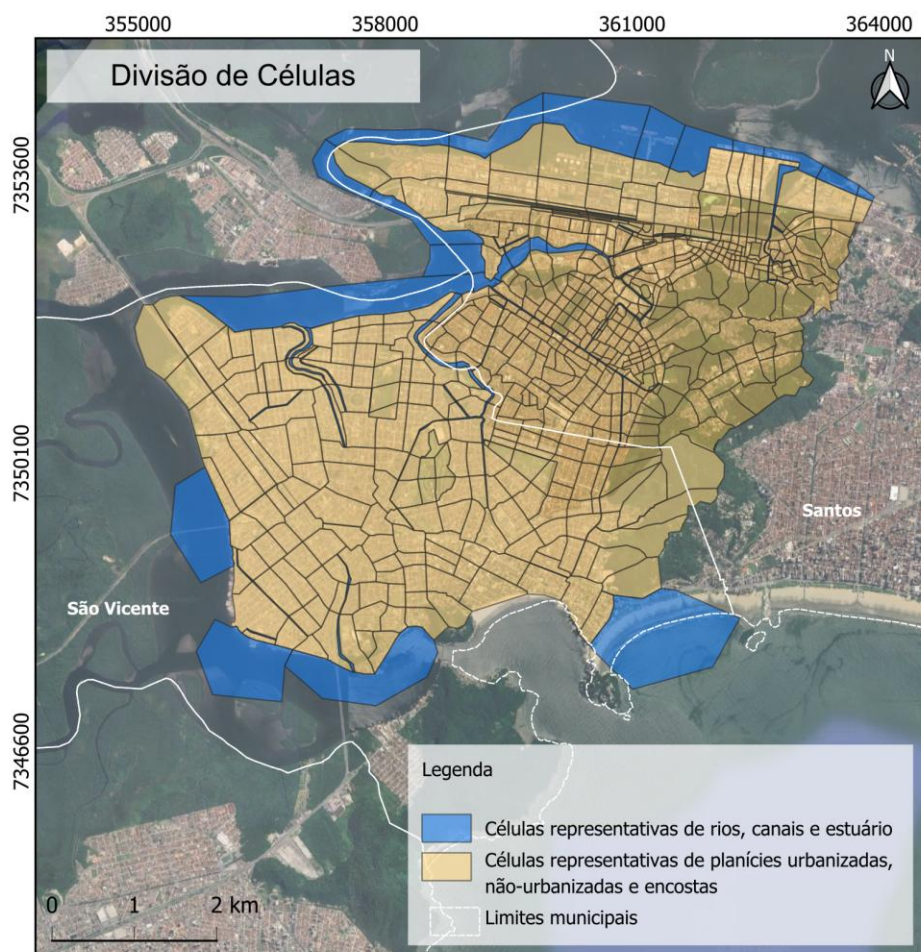 355000 358000 361000 364000
Divisão de Células
N
7353600
7350100
7346600
Santos
São Vicente
Legenda
Células representativas de rios, canais e estuário
Células representativas de planícies urbanizadas,
não-urbanizadas e encostas
Limites municipais
0 1 2 km